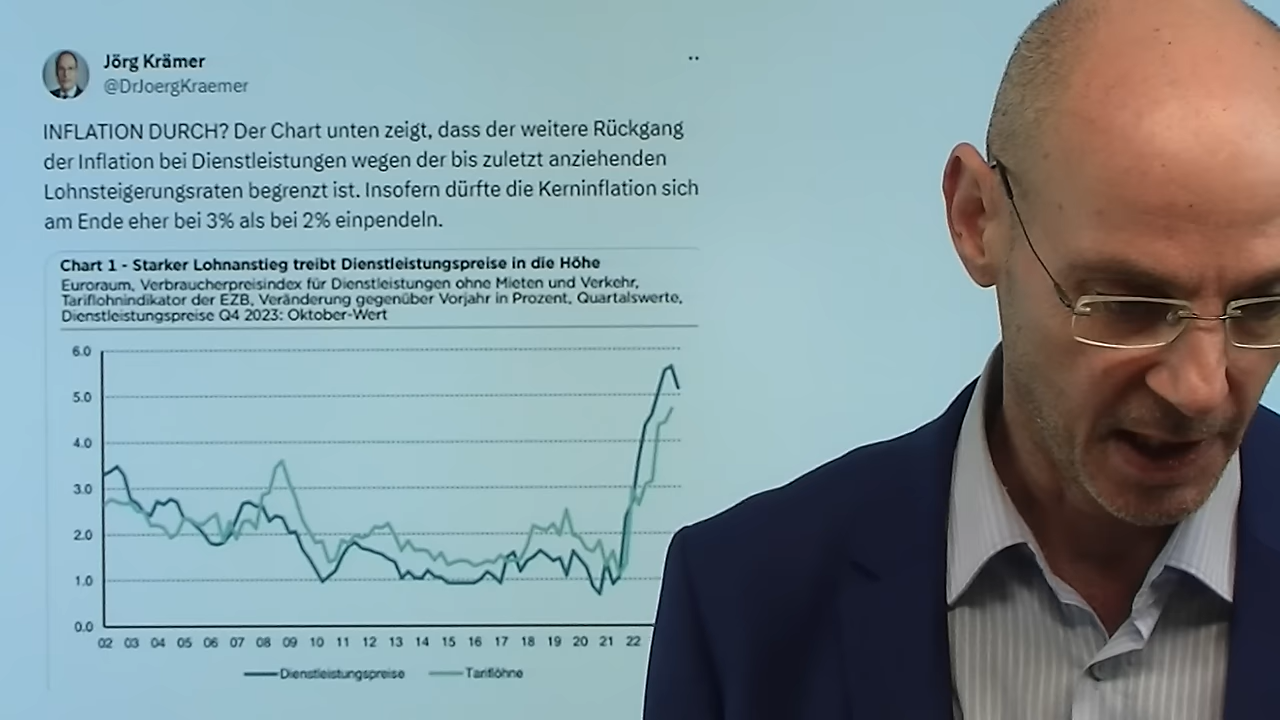 Jörg Krämer
@DrJoergKraemer
INFLATION DURCH? Der Chart unten zeigt, dass der weitere Rückgang
der Inflation bei Dienstleistungen wegen der bis zuletzt anziehenden
Lohnsteigerungsraten begrenzt ist. Insofern dürfte die Kerninflation sich
am Ende eher bei 3% als bei 2% einpendeln.
Chart 1 - Starker Lohnanstieg treibt Dienstleistungspreise in die Höhe
Euroraum, Verbraucherpreisindex für Dienstleistungen ohne Mieten und Verkehr,
Tariflohnindikator der EZB, Veränderung gegenüber Vorjahr in Prozent, Quartalswerte,
Dienstleistungspreise Q4 2023: Oktober-Wert
6.0
5.0
4.0
3.0
2.0
1.0
0.0
02 03 04 05 06 07 08 09 10 11 12 13 14 15 16 17 18 19 20 21 22
Dienstleistungspreise Tariflöhne